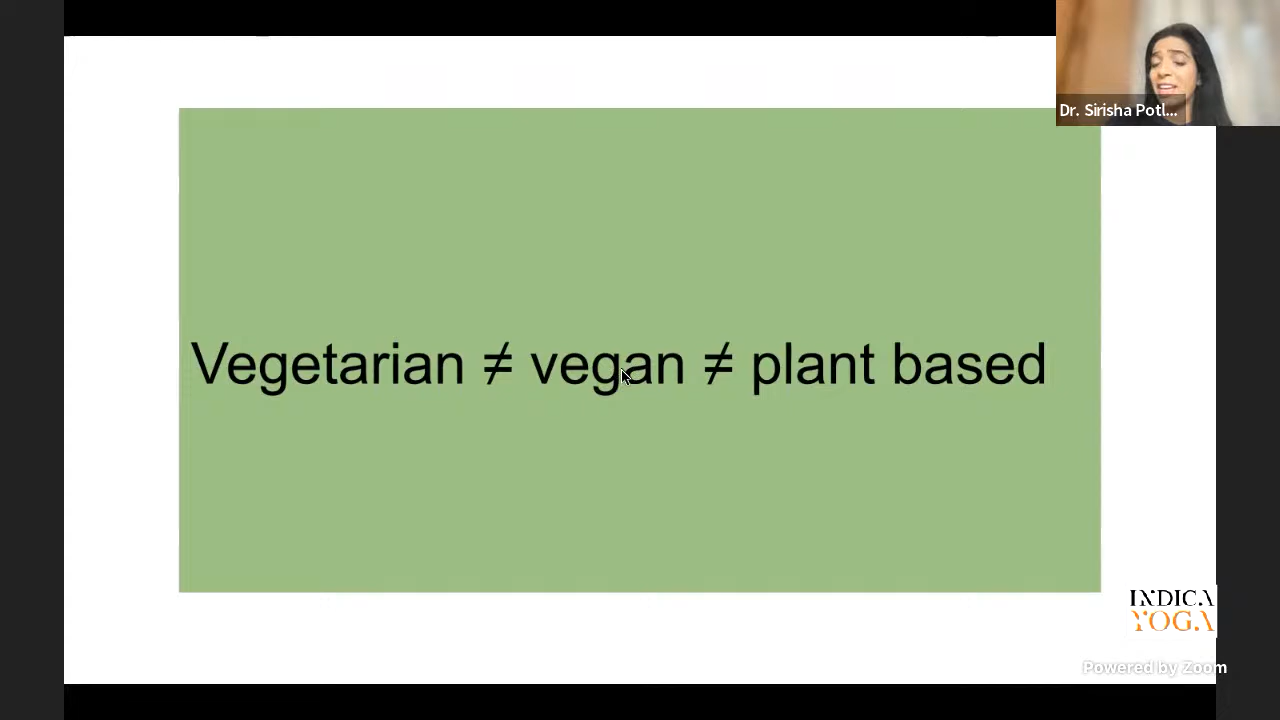 Dr. Sirisha Potl...
Vegetarian ≠ vegan ≠ plant based
INDICA
YOGA
Powered by Zoom